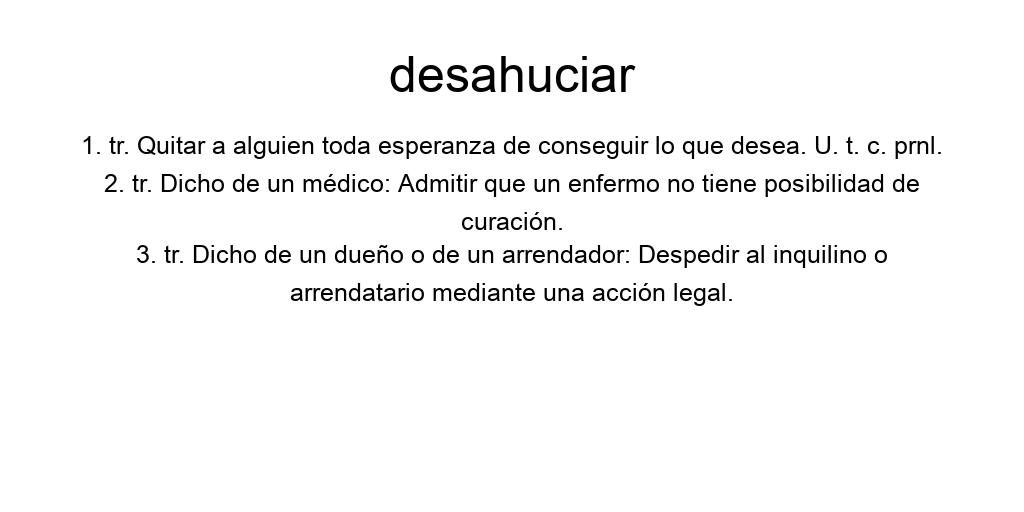 desahuciar
1. tr. Quitar a alguien toda esperanza de conseguir lo que desea. U. t. c. prnl.
2. tr. Dicho de un médico: Admitir que un enfermo no tiene posibilidad de
curación.
3. tr. Dicho de un dueño o de un arrendador: Despedir al inquilino o
arrendatario mediante una acción legal.